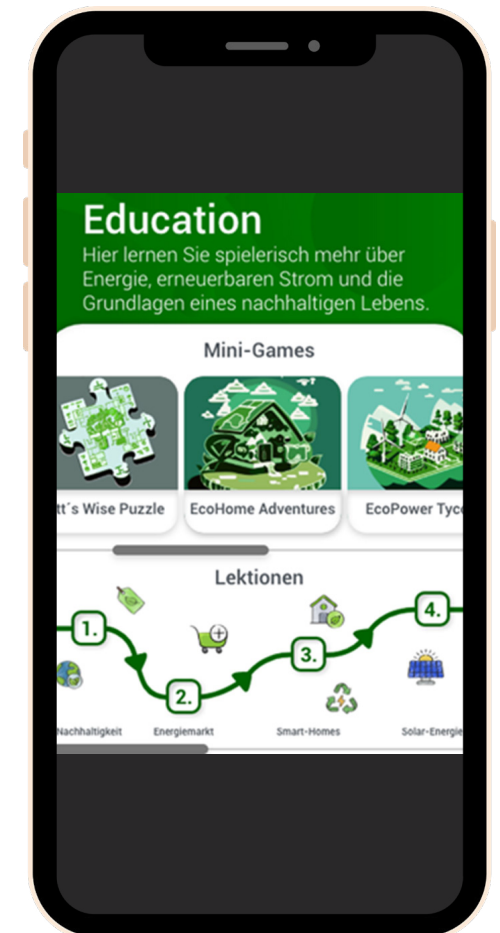 Education
Hier lernen Sie spielerisch mehr über
Energie, erneuerbaren Strom und die
Grundlagen eines nachhaltigen Lebens.
Mini-Games
tt´s Wise Puzzle
EcoHome Adventures
EcoPower Tyc
Lektionen
1.
2.
3.
4.
Nachhaltigkeit
Energiemarkt
Smart-Homes
Solar-Energie